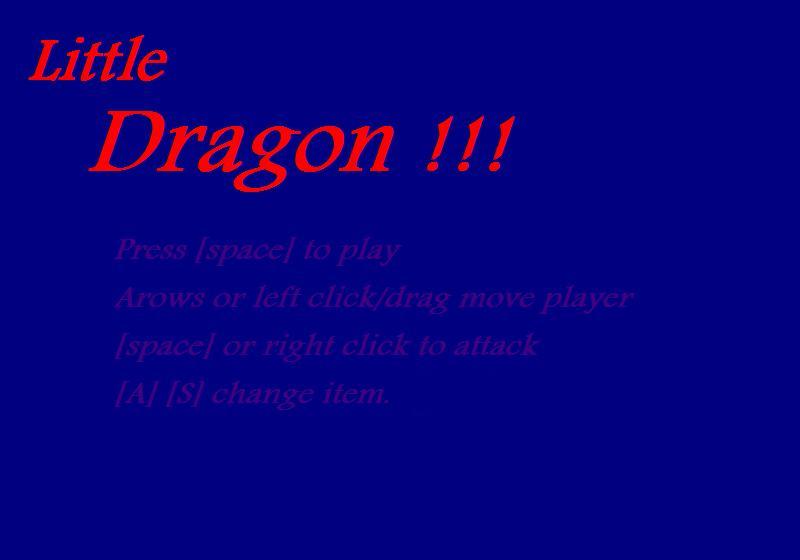 Little
Dragon !!!
Press [space] to play
Arows or left click/drag move player
[space] or right click to attack
[A] [S] change item.